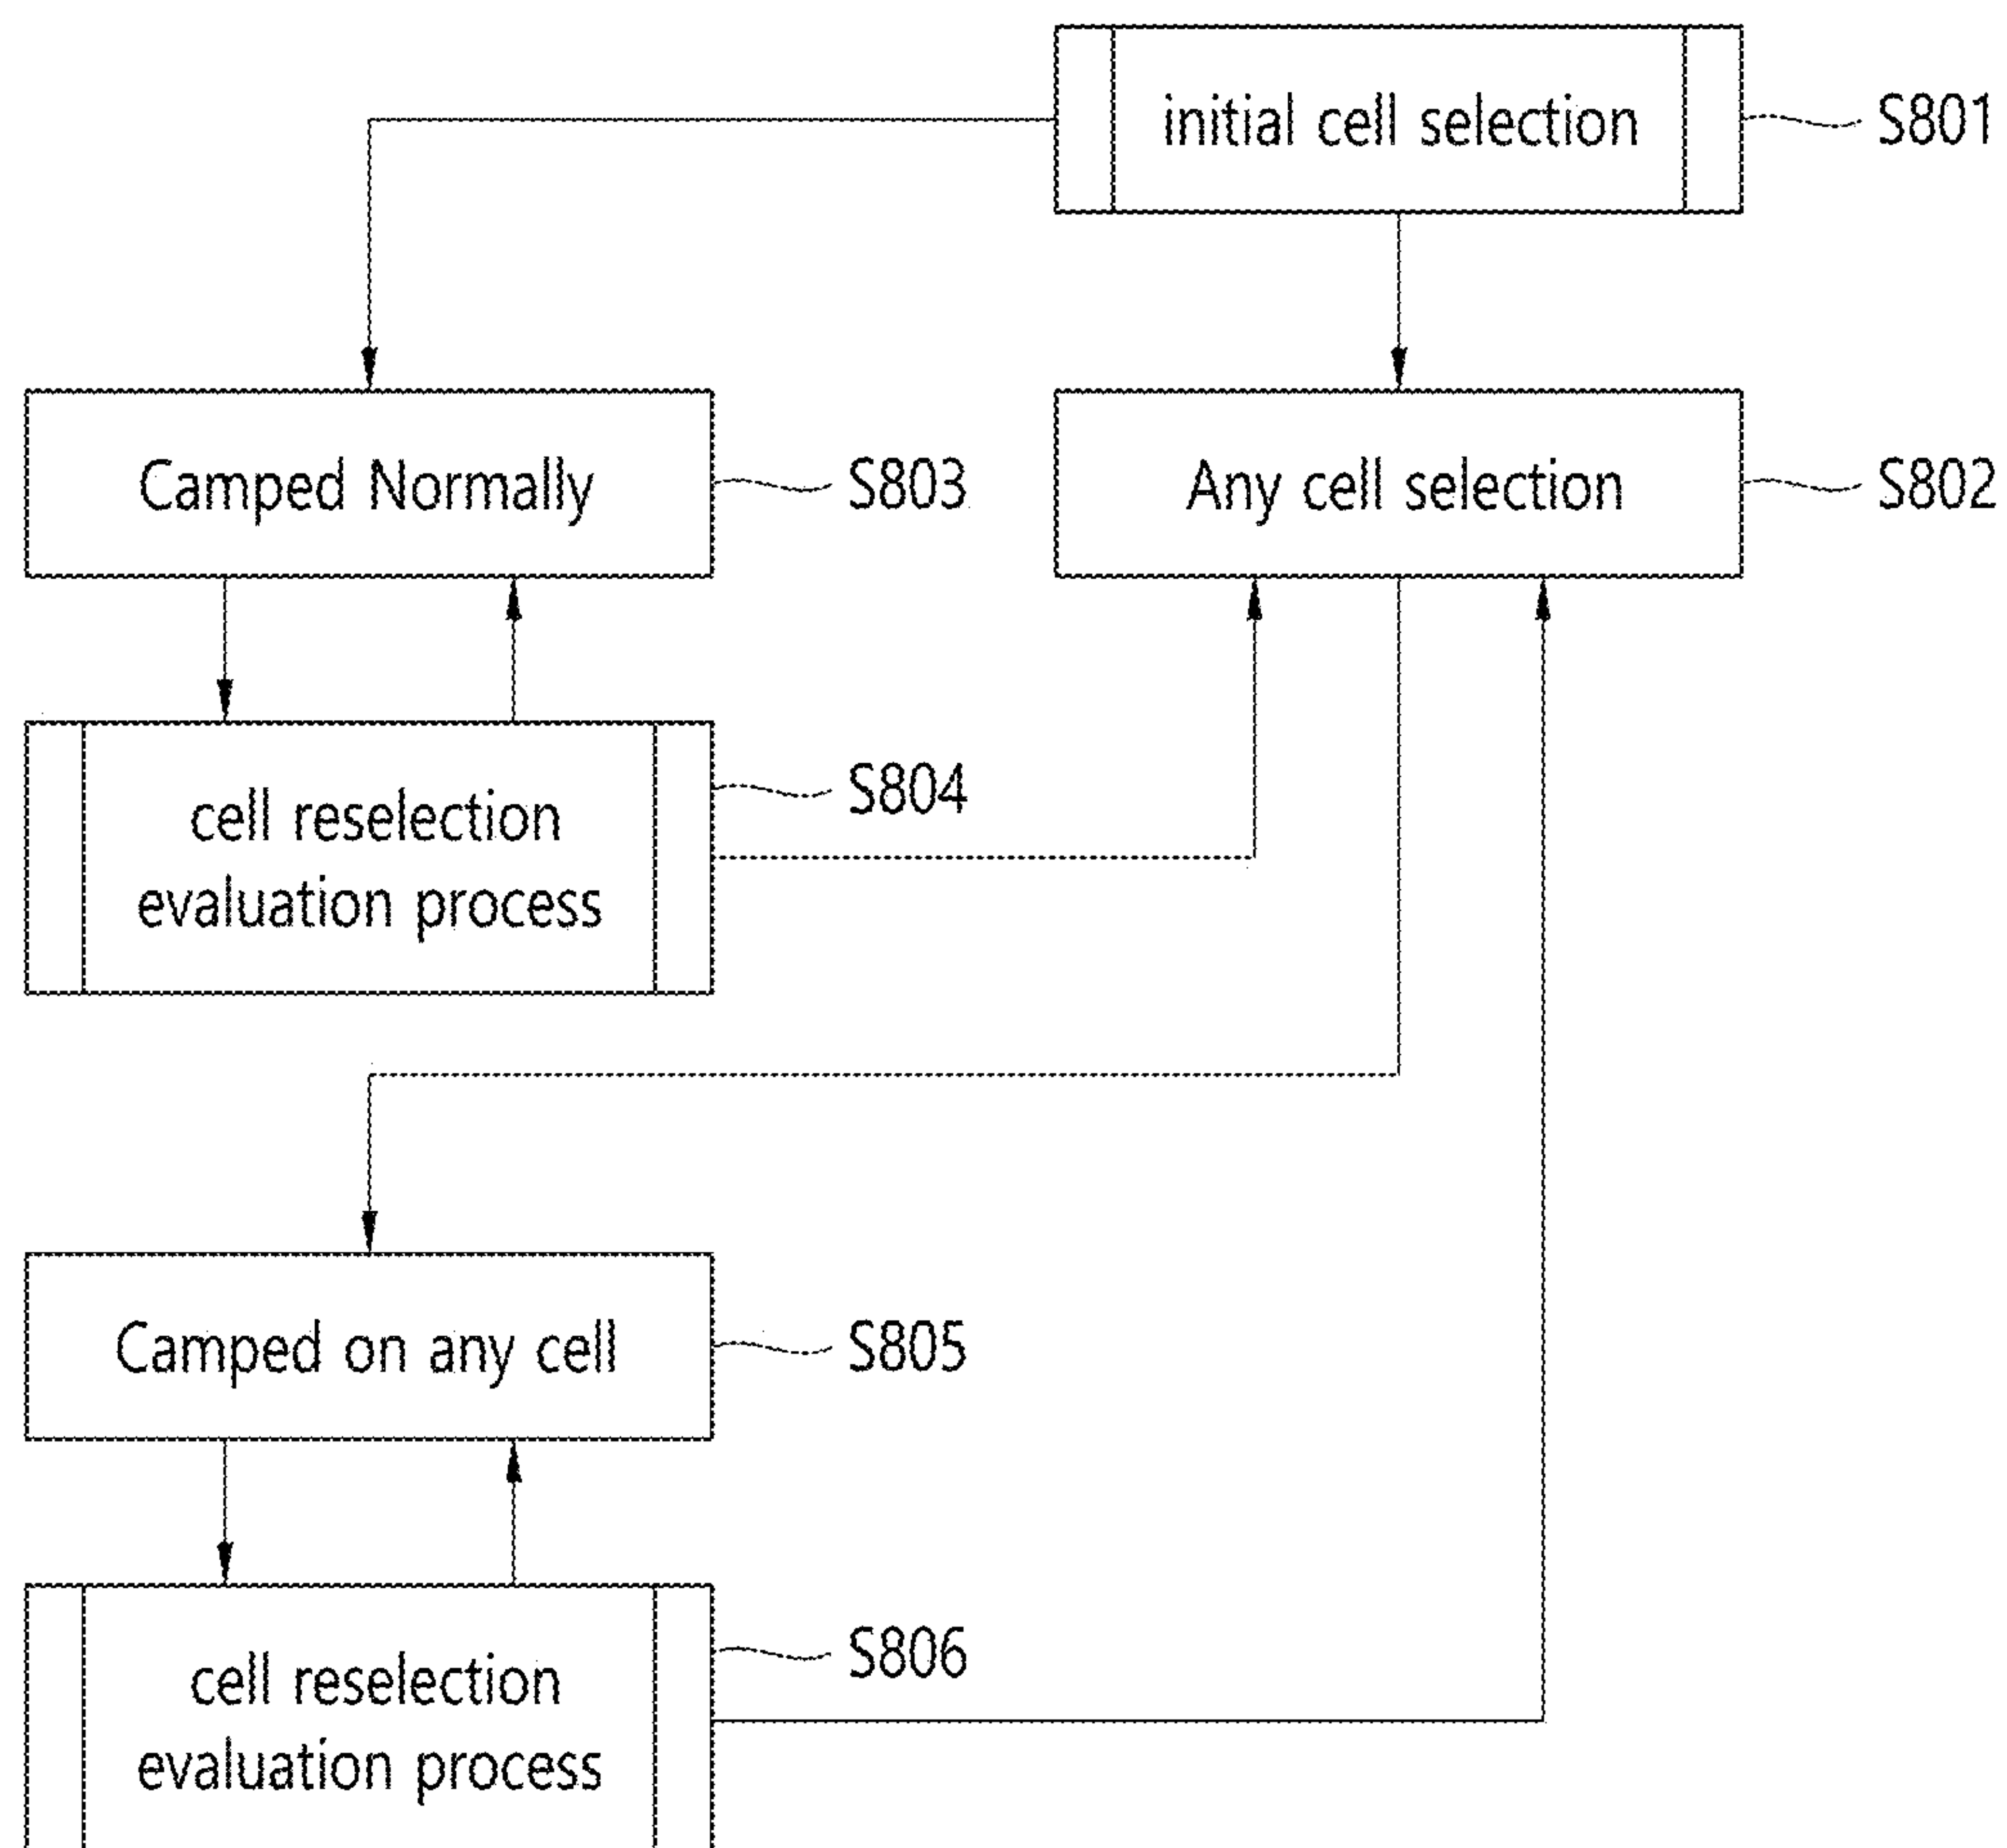 initial cell selection
S801
Camped Normally
S803
Any cell selection
S802
cell reselection
evaluation process
S804
Camped on any cell
S805
cell reselection
evaluation process
S806